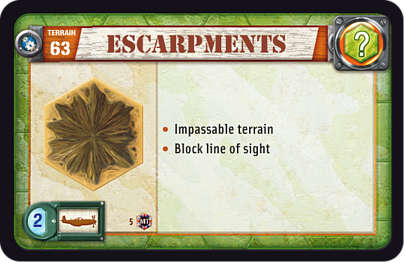 TERRAIN
63
ESCARPMENTS
?
• Impassable terrain
• Block line of sight
2
5